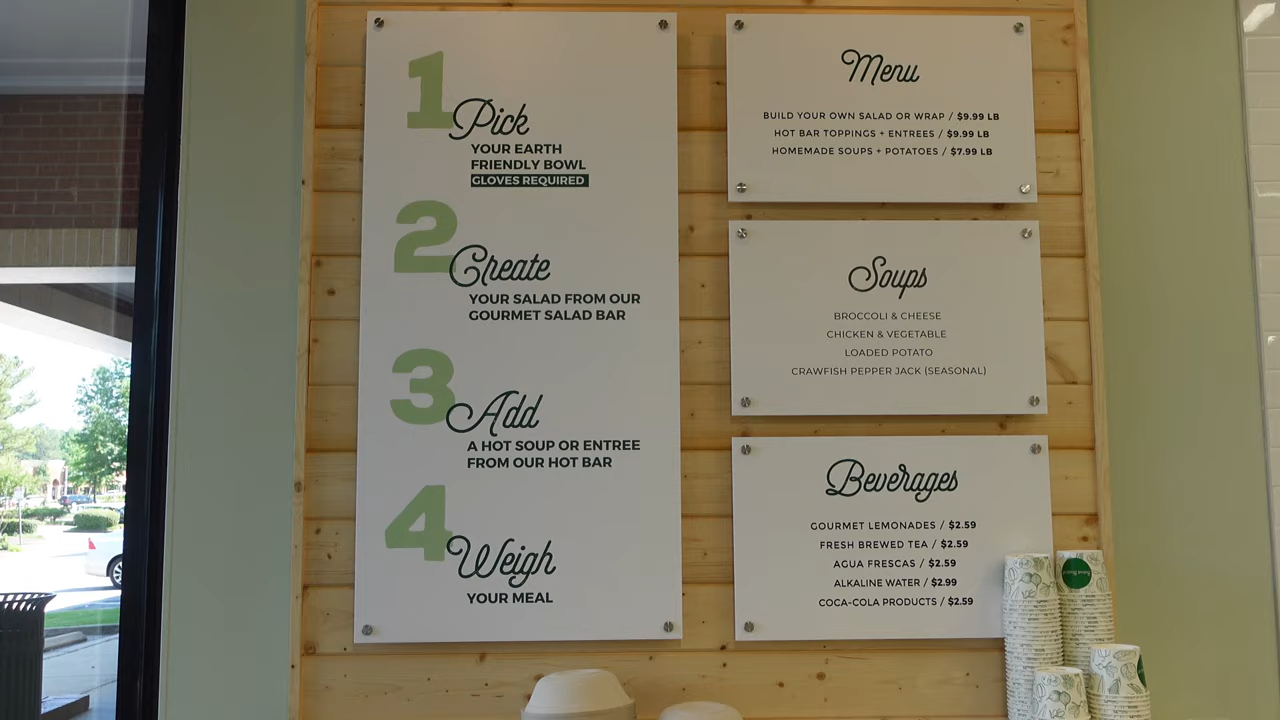 1
Pick
YOUR EARTH
FRIENDLY BOWL
GLOVES REQUIRED
2
Create
YOUR SALAD FROM OUR
GOURMET SALAD BAR
3
Add
A HOT SOUP OR ENTREE
FROM OUR HOT BAR
4
Weigh
YOUR MEAL
Menu
BUILD YOUR OWN SALAD OR WRAP / $9.99 LB
HOT BAR TOPPINGS + ENTREES / $9.99 LB
HOMEMADE SOUPS + POTATOES / $7.99 LB
Soups
BROCCOLI & CHEESE
CHICKEN & VEGETABLE
LOADED POTATO
CRAWFISH PEPPER JACK (SEASONAL)
Beverages
GOURMET LEMONADES / $2.59
FRESH BREWED TEA / $2.59
AGUA FRESCAS / $2.59
ALKALINE WATER / $2.99
COCA-COLA PRODUCTS / $2.59